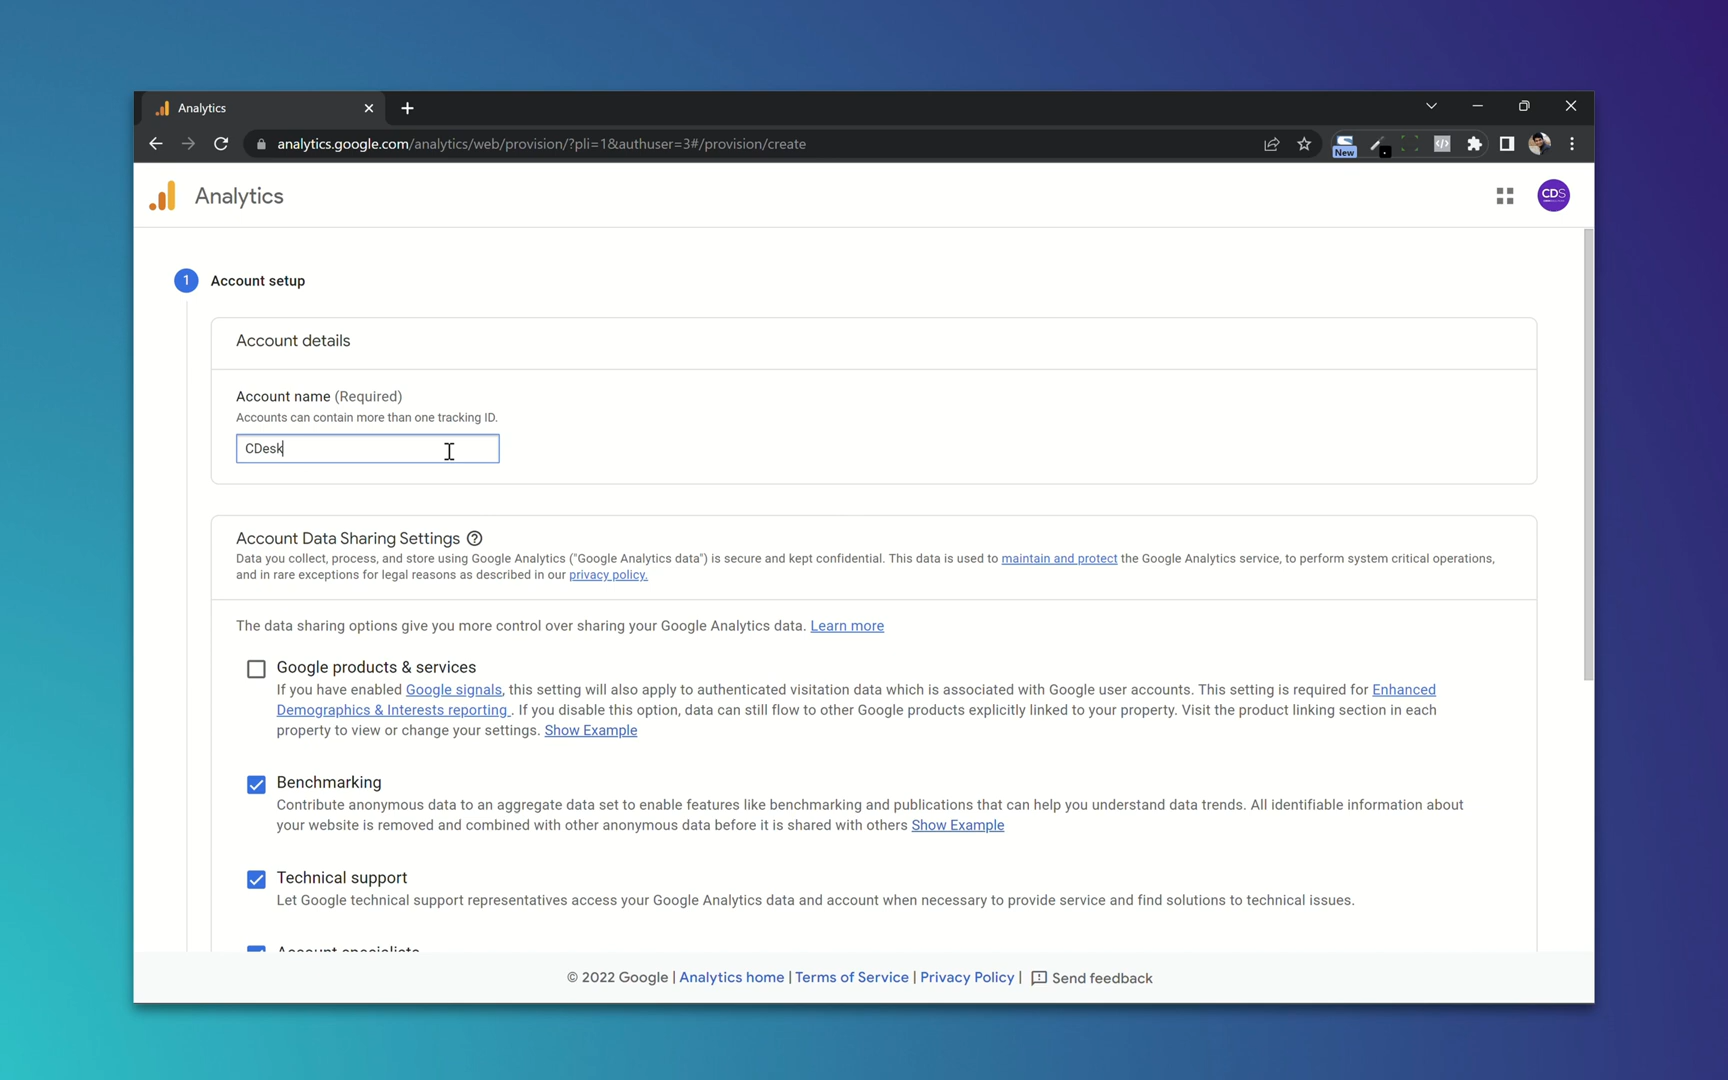 Analytics
analytics.google.com/analytics/web/provision/?pli=1&authuser=3#/provision/create
New
Analytics
CDS
1 Account setup
Account details
Account name (Required)
Accounts can contain more than one tracking ID.
CDesk
Account Data Sharing Settings
Data you collect, process, and store using Google Analytics ("Google Analytics data") is secure and kept confidential. This data is used to maintain and protect the Google Analytics service, to perform system critical operations,
and in rare exceptions for legal reasons as described in our privacy policy.
The data sharing options give you more control over sharing your Google Analytics data. Learn more
Google products & services
If you have enabled Google signals, this setting will also apply to authenticated visitation data which is associated with Google user accounts. This setting is required for Enhanced
Demographics & Interests reporting . If you disable this option, data can still flow to other Google products explicitly linked to your property. Visit the product linking section in each
property to view or change your settings. Show Example
Benchmarking
Contribute anonymous data to an aggregate data set to enable features like benchmarking and publications that can help you understand data trends. All identifiable information about
your website is removed and combined with other anonymous data before it is shared with others Show Example
Technical support
Let Google technical support representatives access your Google Analytics data and account when necessary to provide service and find solutions to technical issues.
Account specialists
© 2022 Google | Analytics home | Terms of Service | Privacy Policy | Send feedback